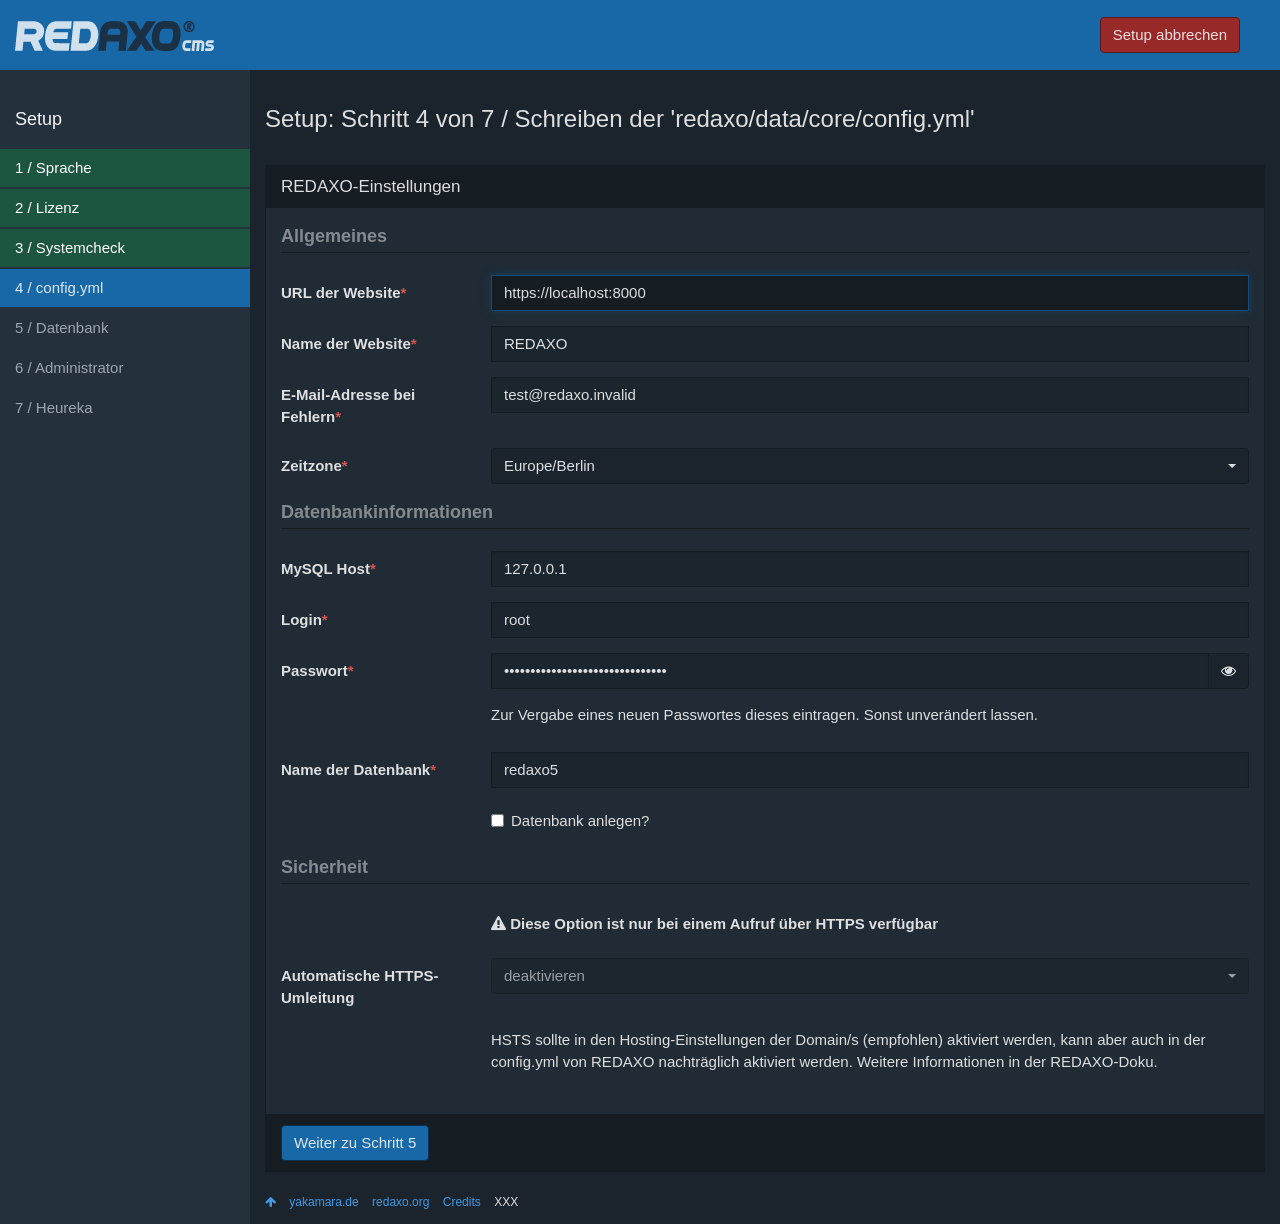 REDAXO® cms
Setup abbrechen
Setup
1 / Sprache
2 / Lizenz
3 / Systemcheck
4 / config.yml
5 / Datenbank
6 / Administrator
7 / Heureka
Setup: Schritt 4 von 7 / Schreiben der 'redaxo/data/core/config.yml'
REDAXO-Einstellungen
Allgemeines
URL der Website*
https://localhost:8000
Name der Website*
REDAXO
E-Mail-Adresse bei
Fehlern*
test@redaxo.invalid
Zeitzone*
Europe/Berlin
Datenbankinformationen
MySQL Host*
127.0.0.1
Login*
root
Passwort*
•••••••••••••••••••••••••••••••
Zur Vergabe eines neuen Passwortes dieses eintragen. Sonst unverändert lassen.
Name der Datenbank*
redaxo5
Datenbank anlegen?
Sicherheit
Diese Option ist nur bei einem Aufruf über HTTPS verfügbar
Automatische HTTPS-
Umleitung
deaktivieren
HSTS sollte in den Hosting-Einstellungen der Domain/s (empfohlen) aktiviert werden, kann aber auch in der
config.yml von REDAXO nachträglich aktiviert werden. Weitere Informationen in der REDAXO-Doku.
Weiter zu Schritt 5
yakamara.de redaxo.org Credits XXX